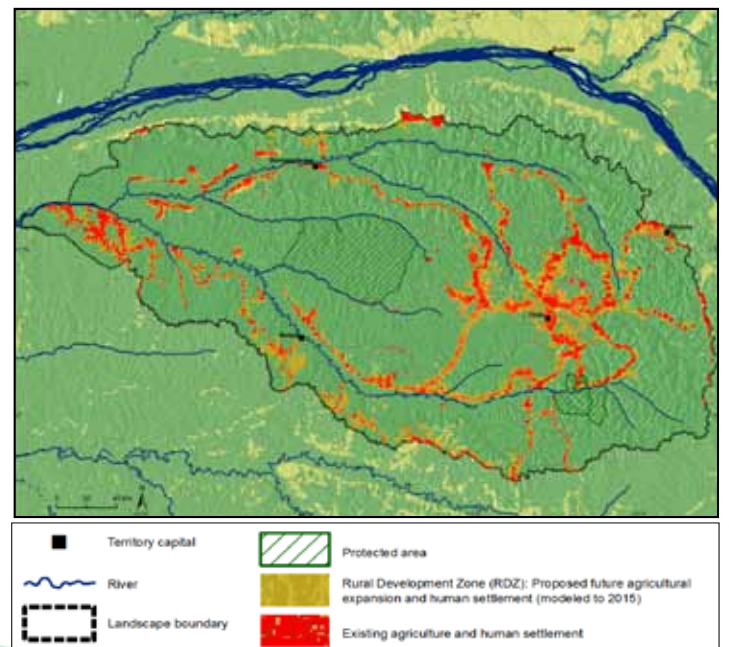 Territory capital
River
Landscape boundary
Protected area
Rural Development Zone (RDZ): Proposed future agricultural
expansion and human settlement (modeled to 2015)
Existing agriculture and human settlement